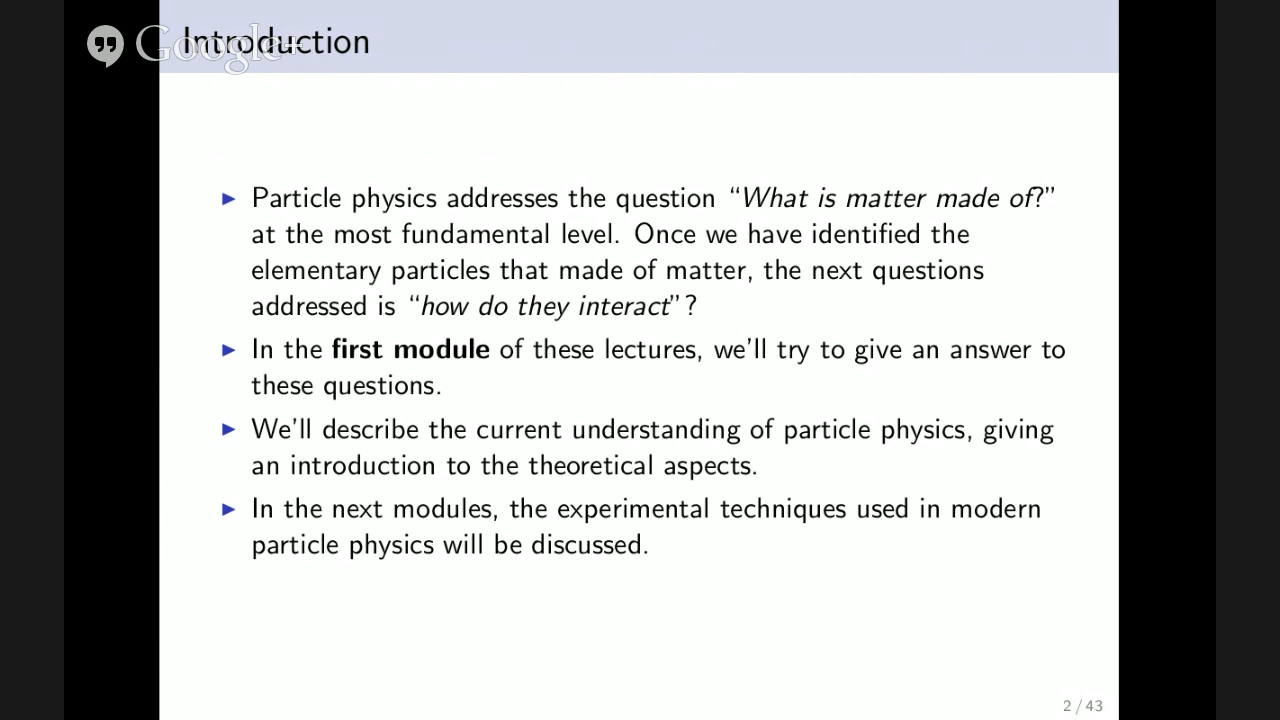 Google+
Introduction
▶ Particle physics addresses the question “What is matter made of?”
at the most fundamental level. Once we have identified the
elementary particles that made of matter, the next questions
addressed is “how do they interact”?
▶ In the first module of these lectures, we’ll try to give an answer to
these questions.
▶ We’ll describe the current understanding of particle physics, giving
an introduction to the theoretical aspects.
▶ In the next modules, the experimental techniques used in modern
particle physics will be discussed.
2 / 43